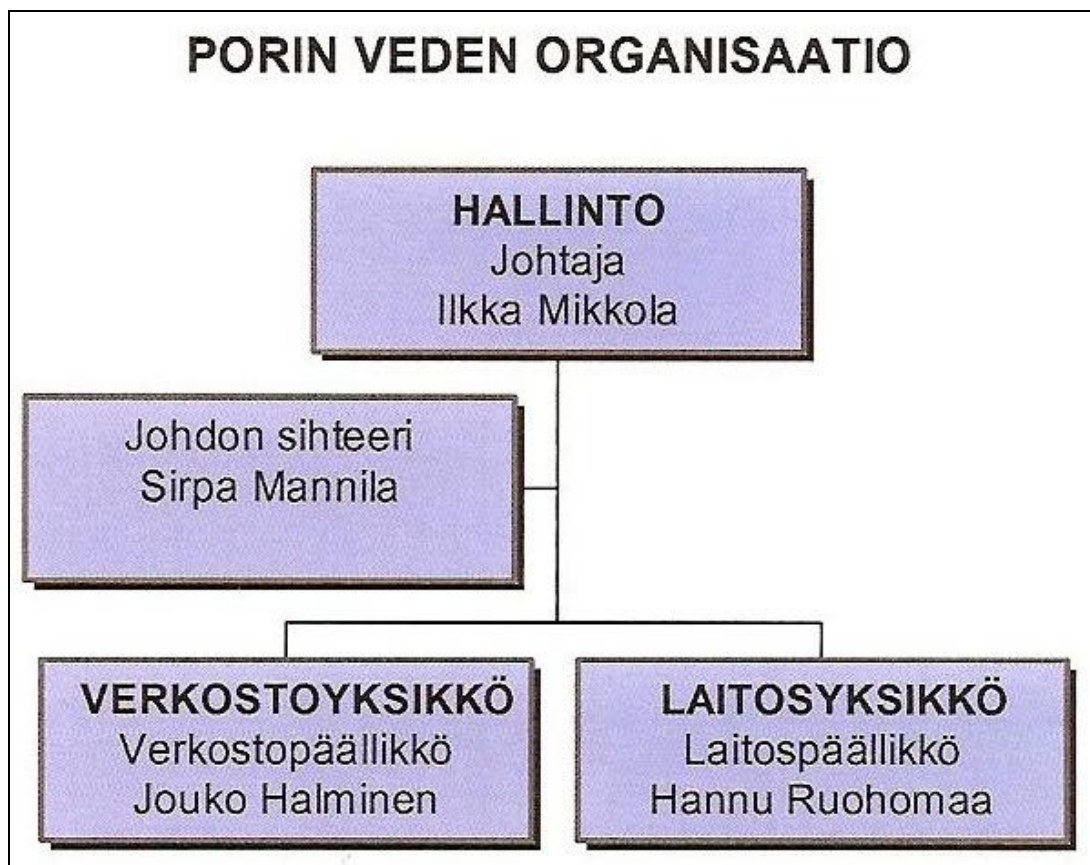 PORIN VEDEN ORGANISAATIO
HALLINTO
Johtaja
Ilkka Mikkola
Johdon sihteeri
Sirpa Mannila
VERKOSTOYKSIKKÖ
Verkostopäällikkö
Jouko Halminen
LAITOSYKSIKKÖ
Laitospäällikkö
Hannu Ruohomaa